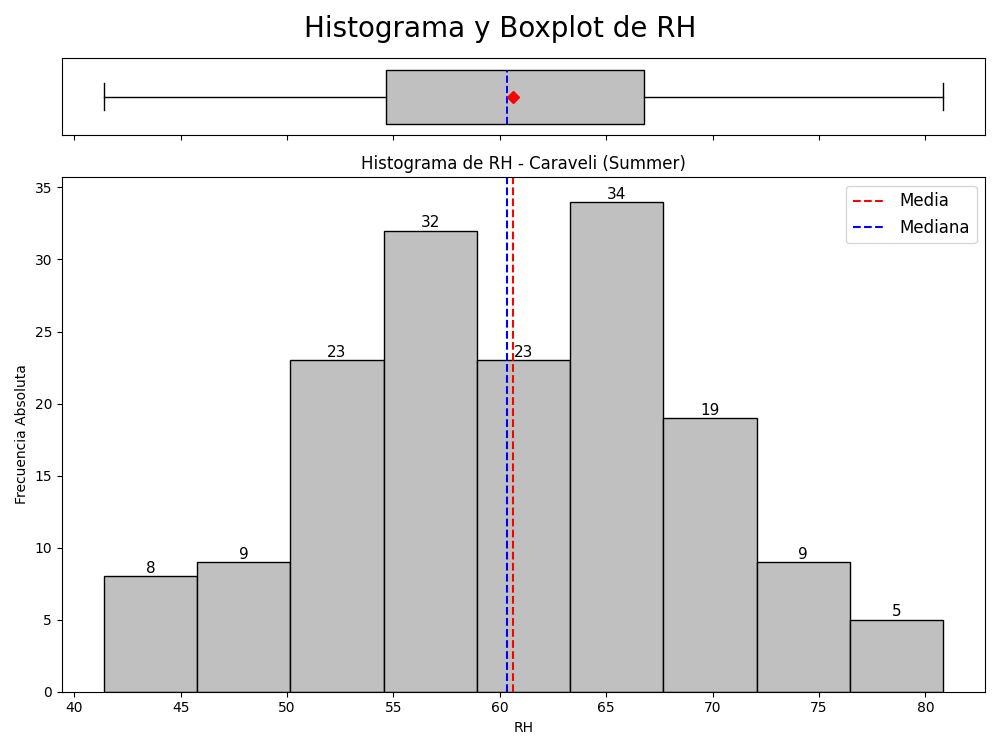 Histograma y Boxplot de RH
Histograma de RH - Caraveli (Summer)
35
30
25
20
15
10
5
0
Frecuencia Absoluta
8
9
23
32
23
34
19
9
5
Media
Mediana
40 45 50 55 60 65 70 75 80
RH